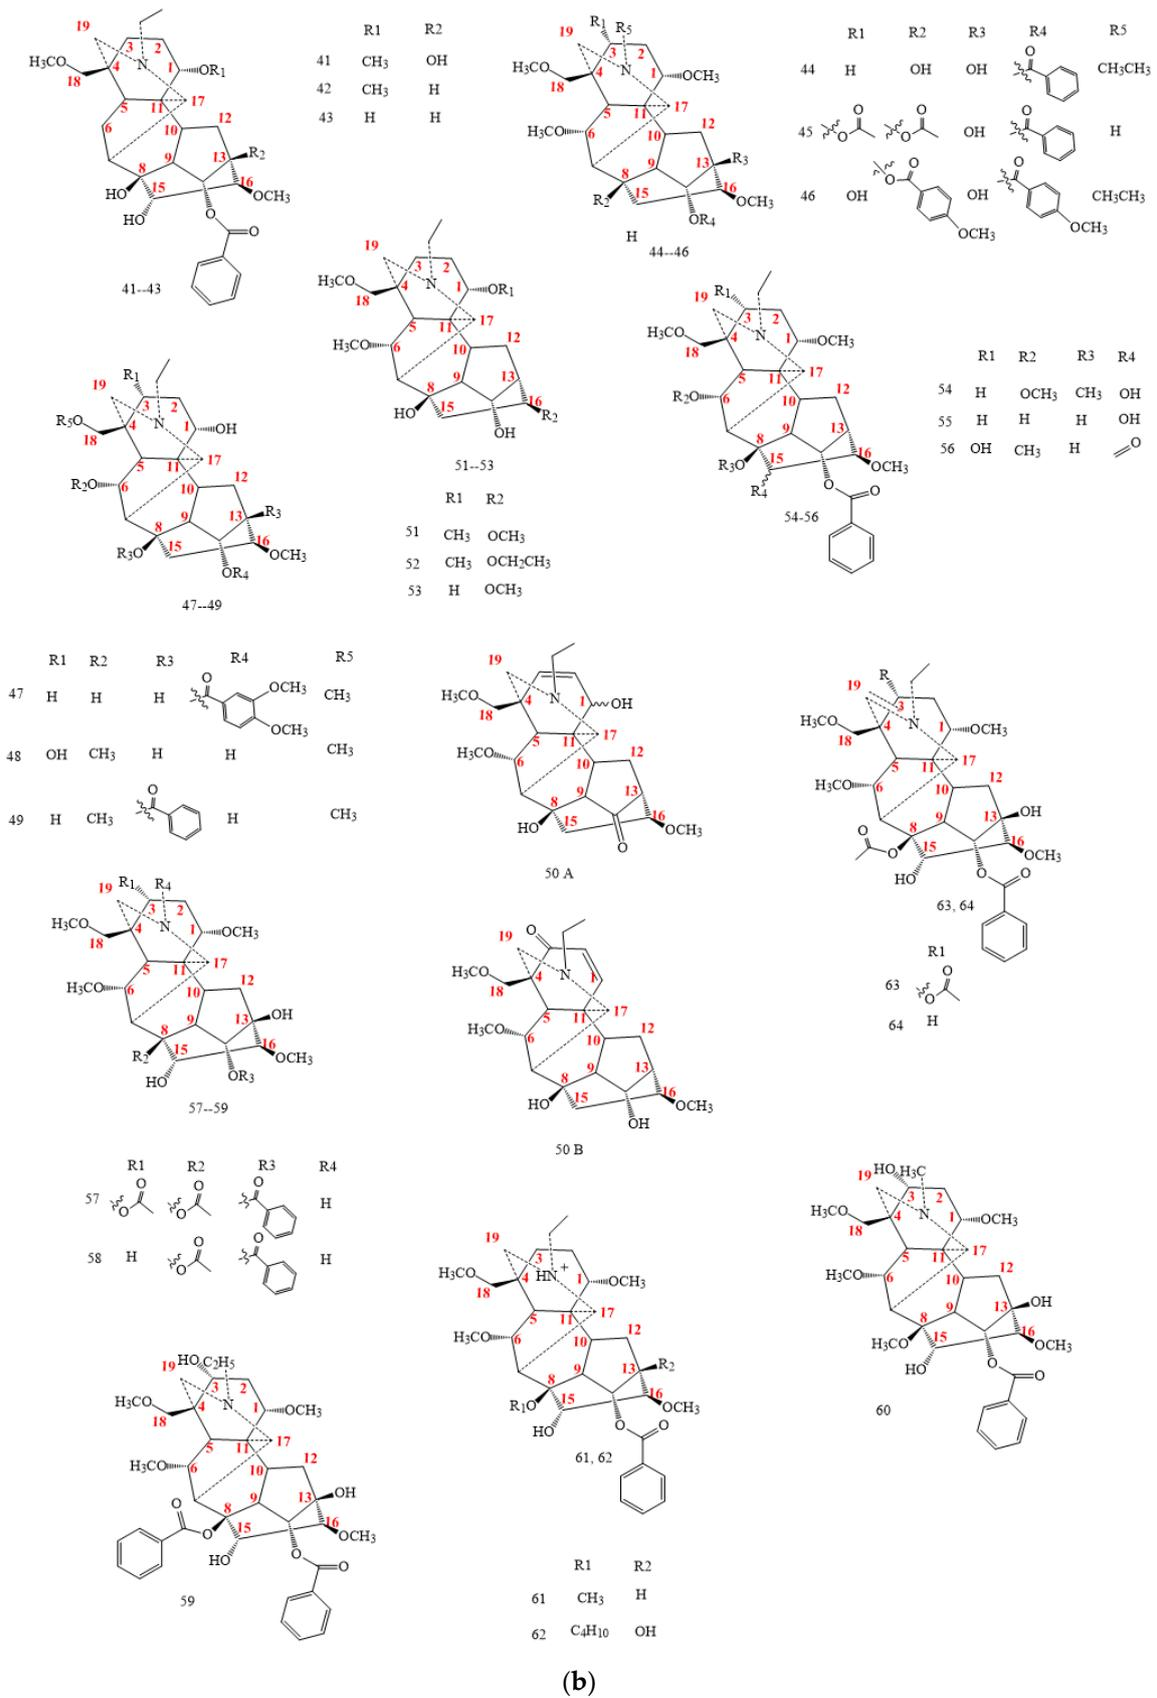 R1 R2
41 CH3 OH
42 CH3 H
43 H H
19
3 2
N
H3CO
18
4
1
OR1
5
11
17
6
10
12
9
13
R2
8
HO
15
16
OCH3
HO
O
O
41--43
R1 R2 R3 R4 R5
44 H OH OH O CH3CH3
45 O O O O OH O H
46 OH O O OCH3 OH O OCH3 CH3CH3
R1 R5
19
3 2
N
H3CO
18
4
1
OCH3
5
11
17
H3CO
6
10
12
9
13
R3
8
R2
15
16
OCH3
OR4
H
44--46
19
3 2
N
H3CO
18
4
1
OR1
5
11
17
H3CO
6
10
12
9
13
8
HO
15
16
R2
OH
51--53
R1 R2
51 CH3 OCH3
52 CH3 OCH2CH3
53 H OCH3
R1
19
3 2
N
H3CO
18
4
1
OCH3
5
11
17
R2O
6
10
12
9
13
8
R3O
15
16
OCH3
R4
O
O
54-56
R1 R2 R3 R4
54 H OCH3 CH3 OH
55 H H H OH
56 OH CH3 H O
R1
19
3 2
N
R5O
18
4
1
OH
5
11
17
R2O
6
10
12
9
13
R3
8
R3O
15
16
OCH3
OR4
47--49
R1 R2 R3 R4 R5
47 H H H O OCH3 OCH3 CH3
48 OH CH3 H H CH3
49 H CH3 O H CH3
19
N
H3CO
18
4
1
OH
5
11
17
H3CO
6
10
12
9
13
8
HO
15
16
OCH3
O
50 A
R
19
3
N
H3CO
18
4
1
OCH3
5
11
17
H3CO
6
10
12
9
13
OH
8
O
O
15
16
OCH3
HO
O
O
63, 64
R1
63 O O
64 H
R1 R4
19
3 2
N
H3CO
18
4
1
OCH3
5
11
17
H3CO
6
10
12
9
13
OH
8
R2
15
16
OCH3
HO
OR3
57--59
R1 R2 R3 R4
57 O O O O O H
58 H O O O H
19
O
N
H3CO
18
4
1
5
11
17
H3CO
6
10
12
9
13
8
HO
15
16
OCH3
OH
50 B
HO H3C
19
3 2
N
H3CO
18
4
1
OCH3
5
11
17
H3CO
6
10
12
9
13
OH
8
H3CO
15
16
OCH3
HO
O
O
60
19
3
HN +
H3CO
18
4
1
OCH3
5
11
17
H3CO
6
10
12
9
13
R2
8
R1O
15
16
OCH3
HO
O
O
61, 62
R1 R2
61 CH3 H
62 C4H10 OH
HO C2H5
19
3 2
N
H3CO
18
4
1
OCH3
5
11
17
H3CO
6
10
12
9
13
OH
8
O
O
15
16
OCH3
HO
O
O
59
(b)